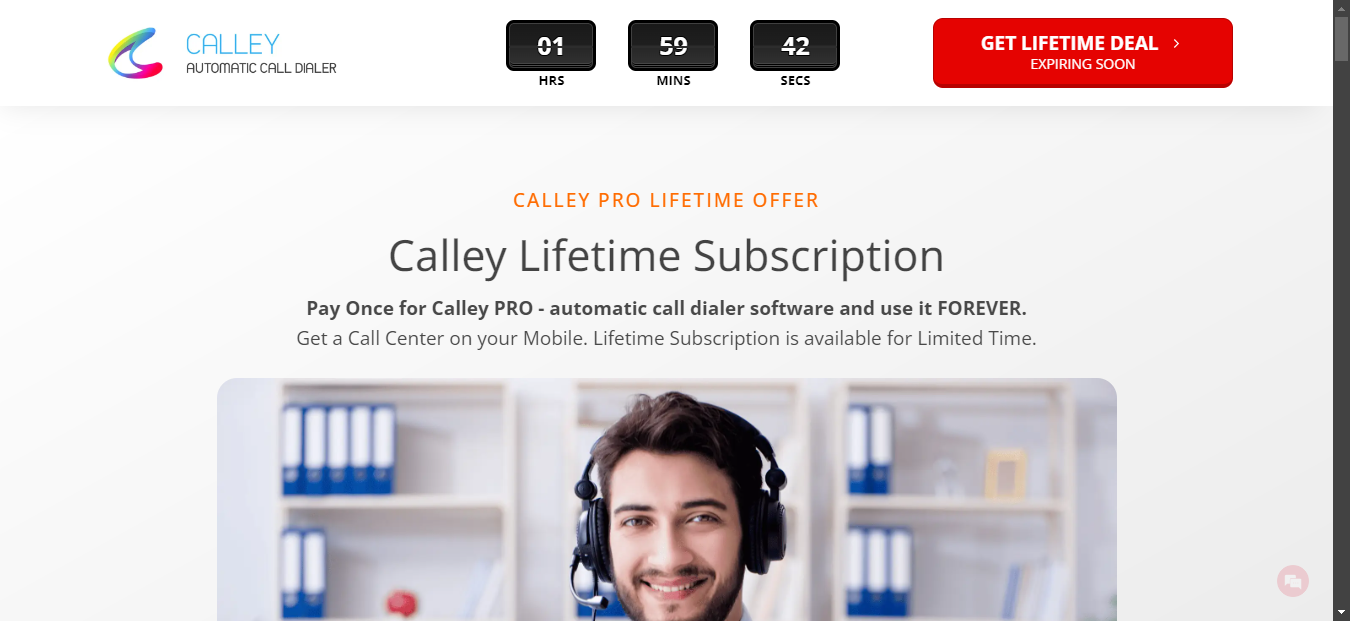 CALLEY
AUTOMATIC CALL DIALER
01
HRS
59
MINS
42
SECS
GET LIFETIME DEAL
EXPIRING SOON
CALLEY PRO LIFETIME OFFER
Calley Lifetime Subscription
Pay Once for Calley PRO - automatic call dialer software and use it FOREVER.
Get a Call Center on your Mobile. Lifetime Subscription is available for Limited Time.